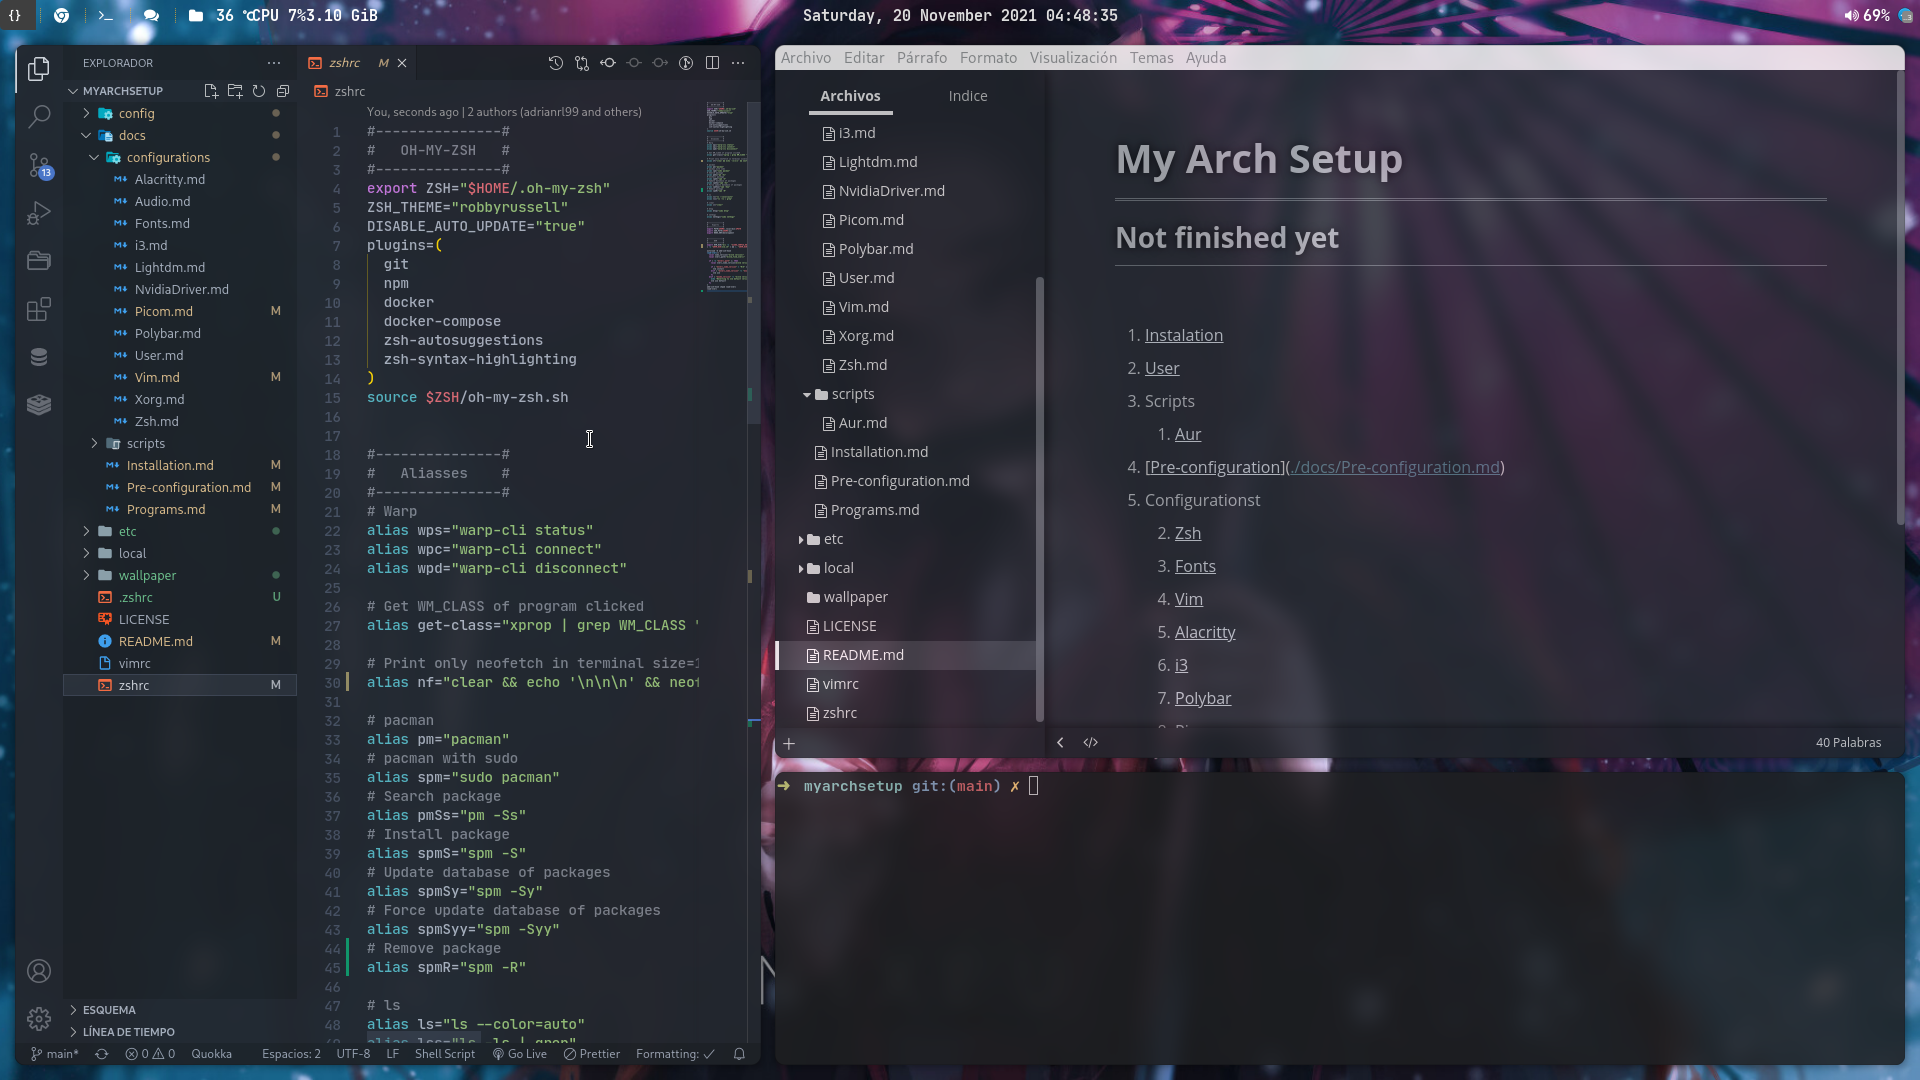 {}
36 °CPU 7%3.10 GiB
Saturday, 20 November 2021 04:48:35
69%
EXPLORADOR
MYARCHSETUP
config
docs
configurations
Alacritty.md
Audio.md
Fonts.md
i3.md
Lightdm.md
NvidiaDriver.md
Picom.md M
Polybar.md
User.md
Vim.md M
Xorg.md
Zsh.md
scripts
Installation.md M
Pre-configuration.md M
Programs.md M
etc
local
wallpaper
.zshrc U
LICENSE
README.md M
vimrc
zshrc M
ESQUEMA
LÍNEA DE TIEMPO
13
zshrc M
zshrc
You, seconds ago | 2 authors (adrianrl99 and others)
1 #---------------#
2 #   OH-MY-ZSH   #
3 #---------------#
4 export ZSH="$HOME/.oh-my-zsh"
5 ZSH_THEME="robbyrussell"
6 DISABLE_AUTO_UPDATE="true"
7 plugins=(
8   git
9   npm
10   docker
11   docker-compose
12   zsh-autosuggestions
13   zsh-syntax-highlighting
14 )
15 source $ZSH/oh-my-zsh.sh
16
17
18 #---------------#
19 #   Aliasses    #
20 #---------------#
21 # Warp
22 alias wps="warp-cli status"
23 alias wpc="warp-cli connect"
24 alias wpd="warp-cli disconnect"
25
26 # Get WM_CLASS of program clicked
27 alias get-class="xprop | grep WM_CLASS '
28
29 # Print only neofetch in terminal size=
30 alias nf="clear && echo '\n\n\n' && neof
31
32 # pacman
33 alias pm="pacman"
34 # pacman with sudo
35 alias spm="sudo pacman"
36 # Search package
37 alias pmSs="pm -Ss"
38 # Install package
39 alias spmS="spm -S"
40 # Update database of packages
41 alias spmSy="spm -Sy"
42 # Force update database of packages
43 alias spmSyy="spm -Syy"
44 # Remove package
45 alias spmR="spm -R"
46
47 # ls
48 alias ls="ls --color=auto"
main* 0 0 Quokka Espacios: 2 UTF-8 LF Shell Script Go Live Prettier Formatting:
Archivo Editar Párrafo Formato Visualización Temas Ayuda
Archivos Indice
i3.md
Lightdm.md
NvidiaDriver.md
Picom.md
Polybar.md
User.md
Vim.md
Xorg.md
Zsh.md
scripts
Aur.md
Installation.md
Pre-configuration.md
Programs.md
etc
local
wallpaper
LICENSE
README.md
vimrc
zshrc
My Arch Setup
Not finished yet
1. Instalation
2. User
3. Scripts
1. Aur
4. [Pre-configuration](./docs/Pre-configuration.md)
5. Configurationst
2. Zsh
3. Fonts
4. Vim
5. Alacritty
6. i3
7. Polybar
+ < </> 40 Palabras
➜ myarchsetup git:(main) ✗